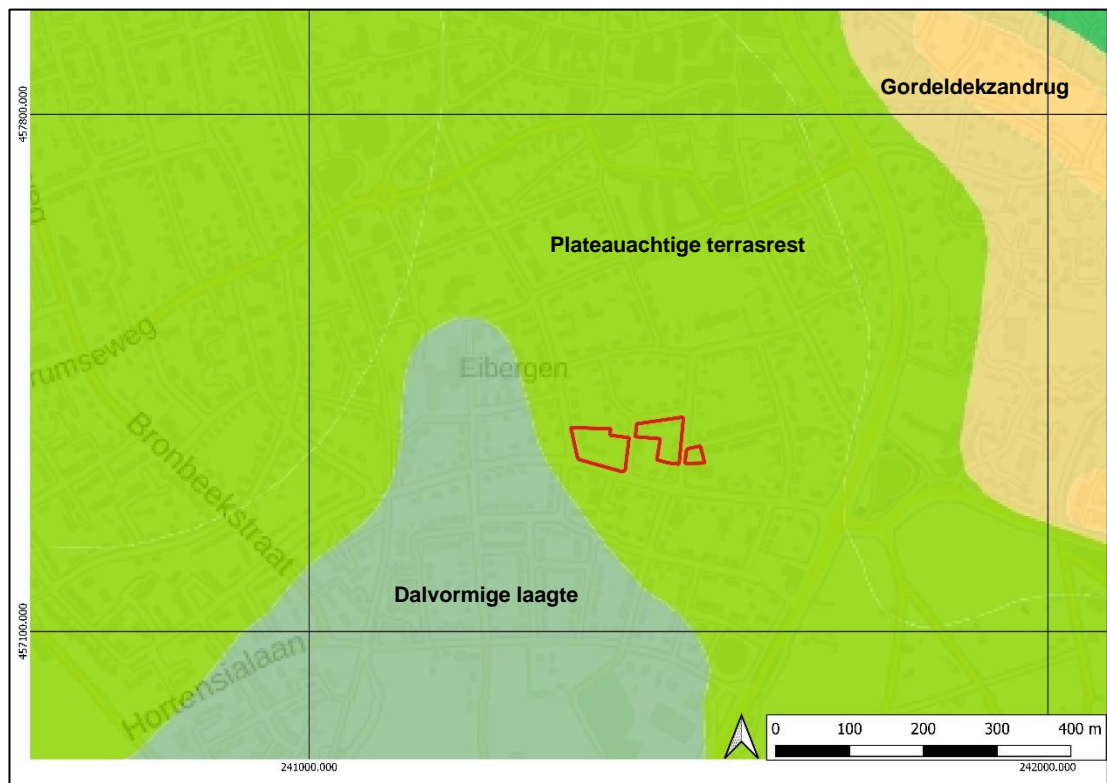 Gordeldekzandrug
457800.000
weg
Plateauachtige terrasrest
rumseweg
Eibergen
Bronbeekstraat
Dalvormige laagte
457100.000
Hortensialaan
0 100 200 300 400 m
241000.000 242000.000